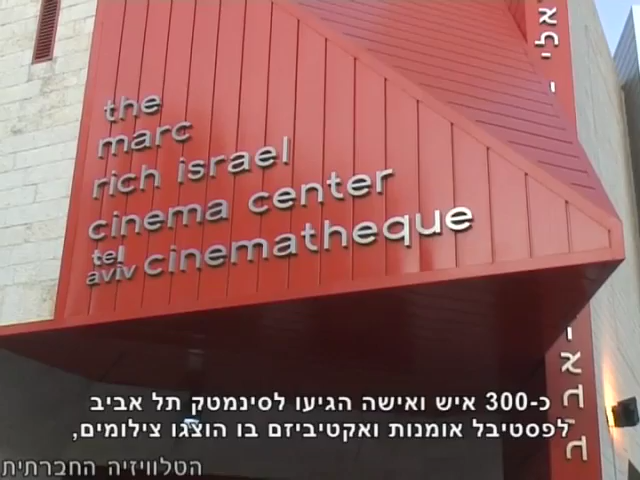 the
marc
rich israel
cinema center
tel
aviv cinematheque
אלי -
כ-300 איש ואישה הגיעו לסינמטק תל אביב
לפסטיבל אומנות ואקטיביזם בו הוצגו צילומים,
הטלוויזיה החברתית